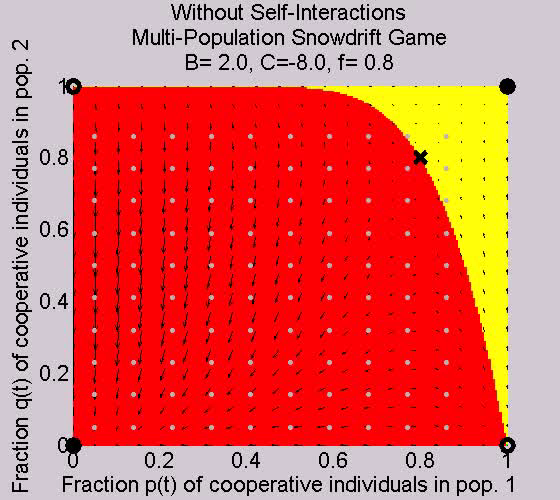 Without Self-Interactions
Multi-Population Snowdrift Game
B= 2.0, C=-8.0, f= 0.8
Fraction q(t) of cooperative individuals in pop. 2
1
0.8
0.6
0.4
0.2
0
0 0.2 0.4 0.6 0.8 1
Fraction p(t) of cooperative individuals in pop. 1